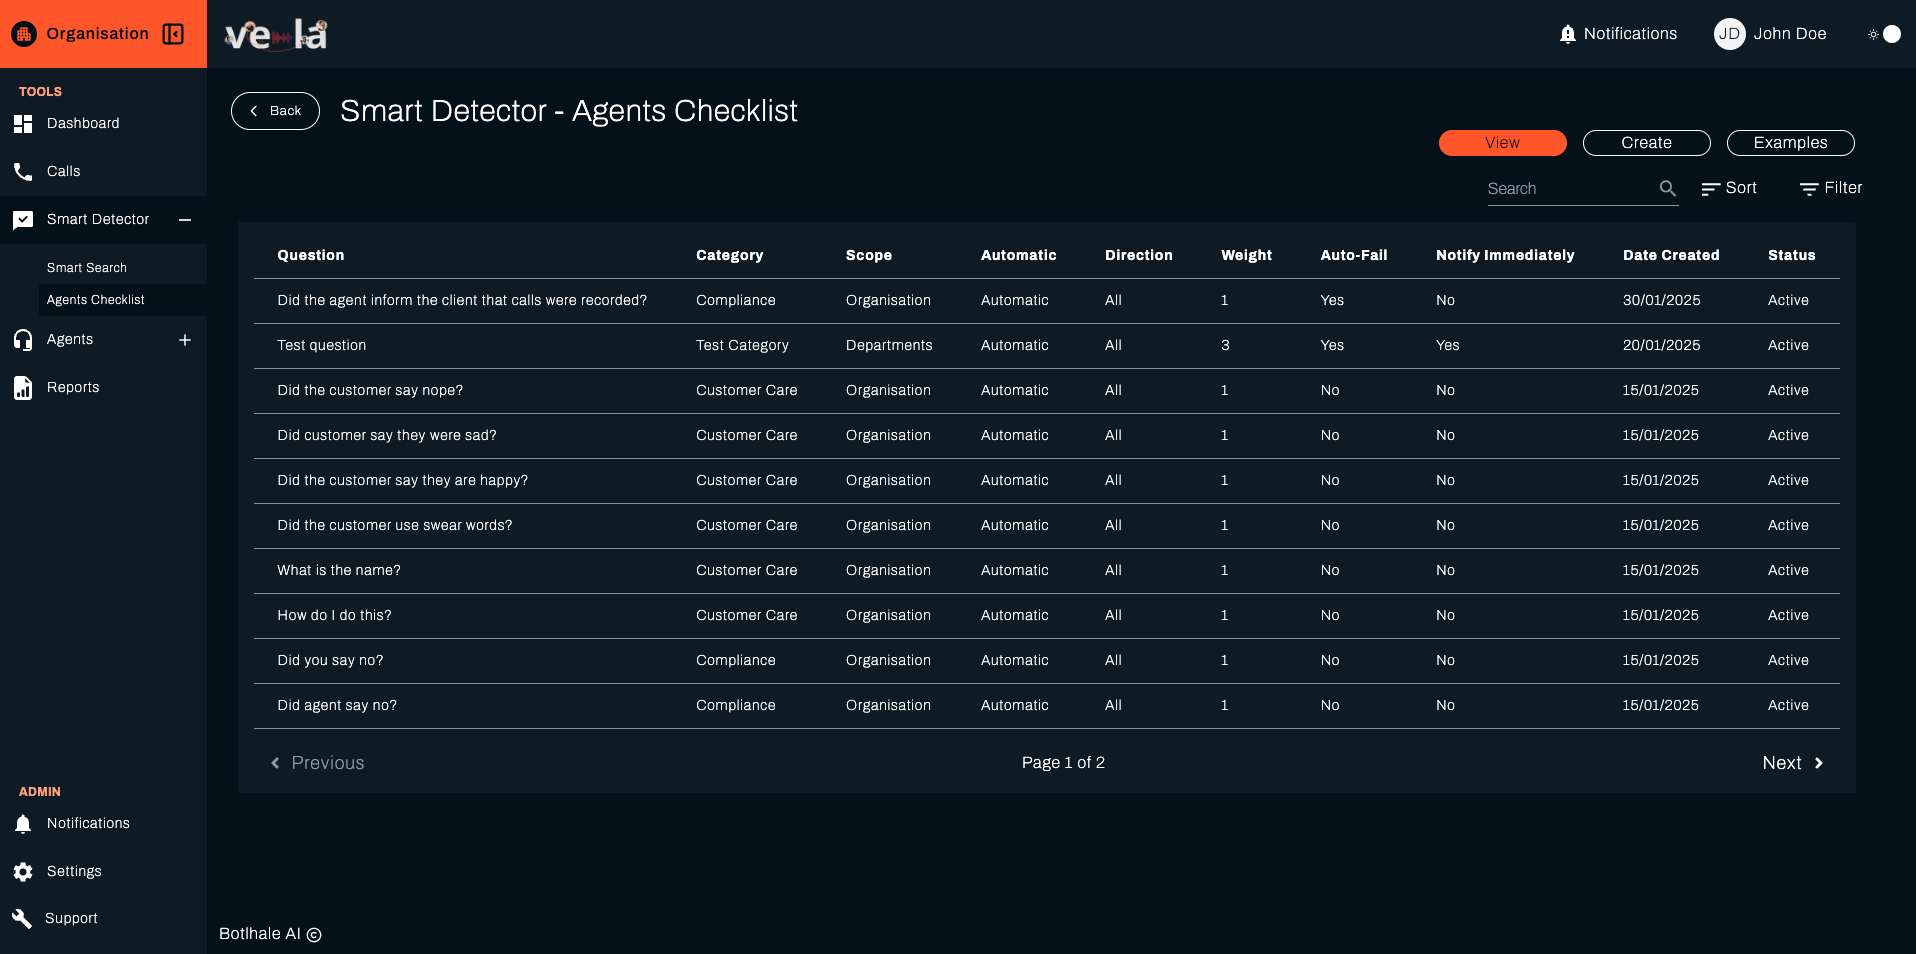 Organisation
vela
Notifications
JD John Doe
TOOLS
Dashboard
Calls
Smart Detector
Smart Search
Agents Checklist
Agents
Reports
ADMIN
Notifications
Settings
Support
Back
Smart Detector - Agents Checklist
View Create Examples
Search Sort Filter
Question Category Scope Automatic Direction Weight Auto-Fail Notify Immediately Date Created Status
Did the agent inform the client that calls were recorded? Compliance Organisation Automatic All 1 Yes No 30/01/2025 Active
Test question Test Category Departments Automatic All 3 Yes Yes 20/01/2025 Active
Did the customer say nope? Customer Care Organisation Automatic All 1 No No 15/01/2025 Active
Did customer say they were sad? Customer Care Organisation Automatic All 1 No No 15/01/2025 Active
Did the customer say they are happy? Customer Care Organisation Automatic All 1 No No 15/01/2025 Active
Did the customer use swear words? Customer Care Organisation Automatic All 1 No No 15/01/2025 Active
What is the name? Customer Care Organisation Automatic All 1 No No 15/01/2025 Active
How do I do this? Customer Care Organisation Automatic All 1 No No 15/01/2025 Active
Did you say no? Compliance Organisation Automatic All 1 No No 15/01/2025 Active
Did agent say no? Compliance Organisation Automatic All 1 No No 15/01/2025 Active
Previous Page 1 of 2 Next
Botlhale AI ©